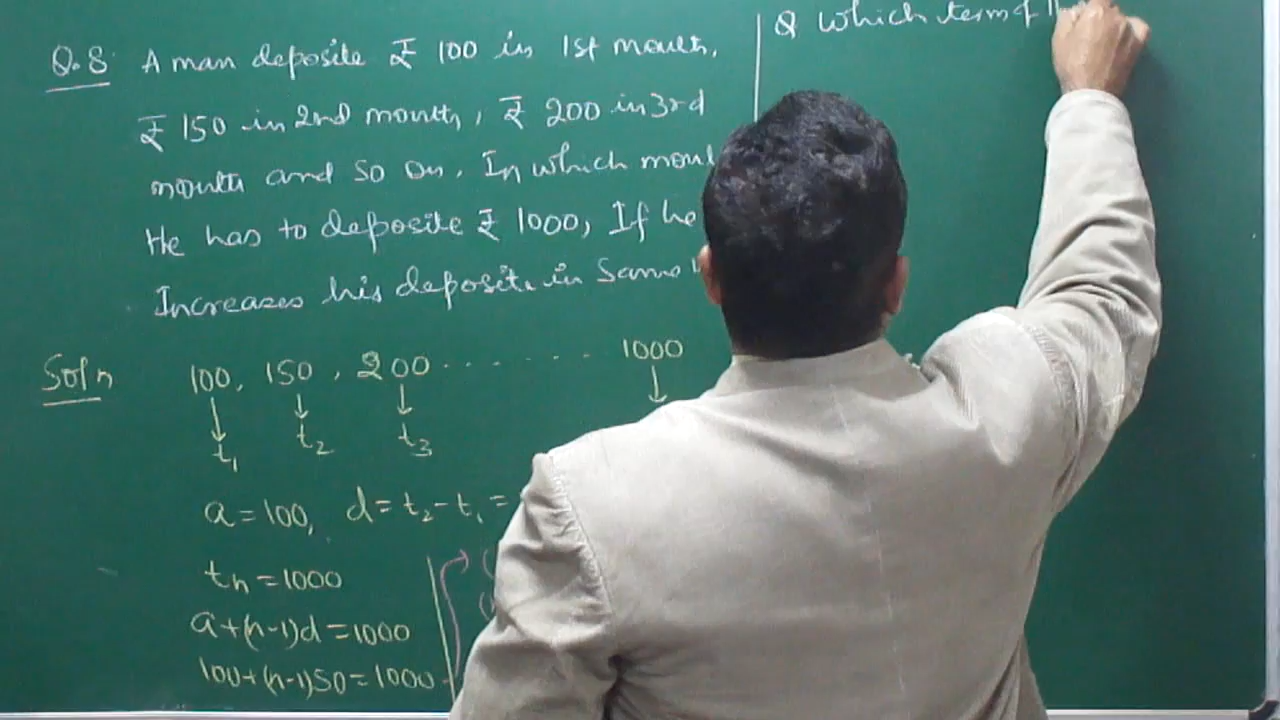 Q.8. A man deposite ₹ 100 in 1st month,
₹ 150 in 2nd month, ₹ 200 in 3rd
month and so on. In which
He has to deposite ₹ 1000, If he
Increases his deposite in Same
Soln 100, 150, 200 ........ 1000
t₁ t₂ t₃
a=100, d=t₂-t₁=
tn=1000
a+(n-1)d=1000
100+(n-1)50=1000
Q Which term of